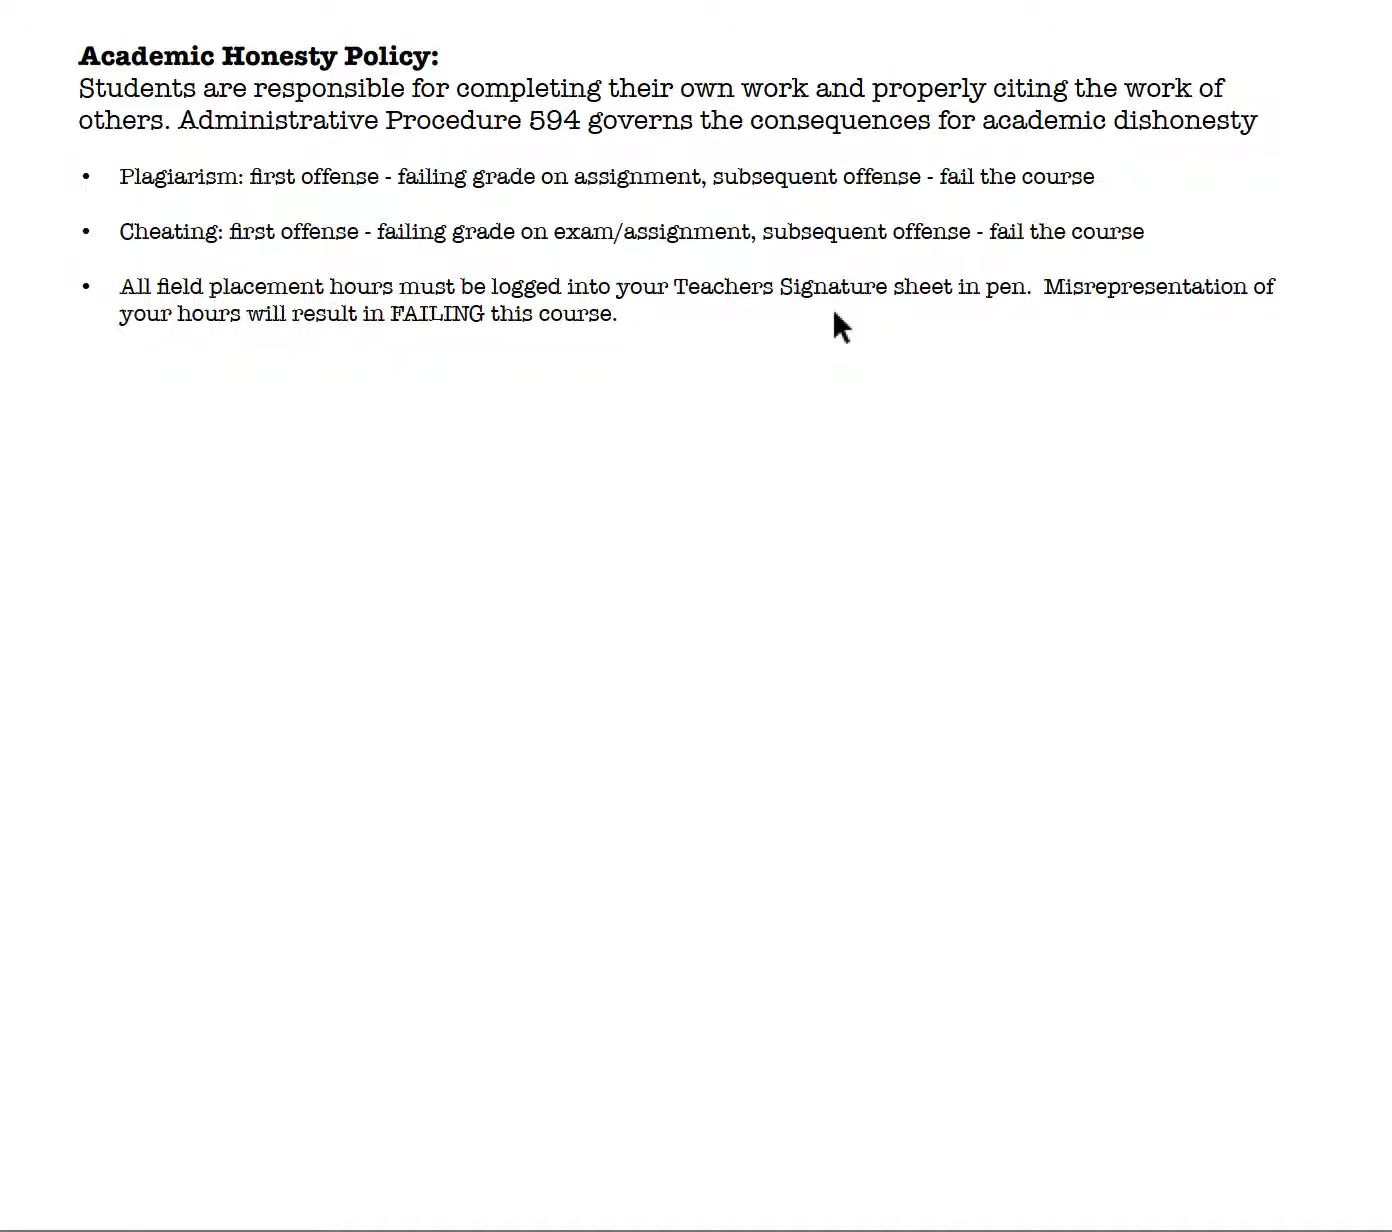 Academic Honesty Policy:
Students are responsible for completing their own work and properly citing the work of
others. Administrative Procedure 594 governs the consequences for academic dishonesty
• Plagiarism: first offense - failing grade on assignment, subsequent offense - fail the course
• Cheating: first offense - failing grade on exam/assignment, subsequent offense - fail the course
• All field placement hours must be logged into your Teachers Signature sheet in pen.  Misrepresentation of
your hours will result in FAILING this course.